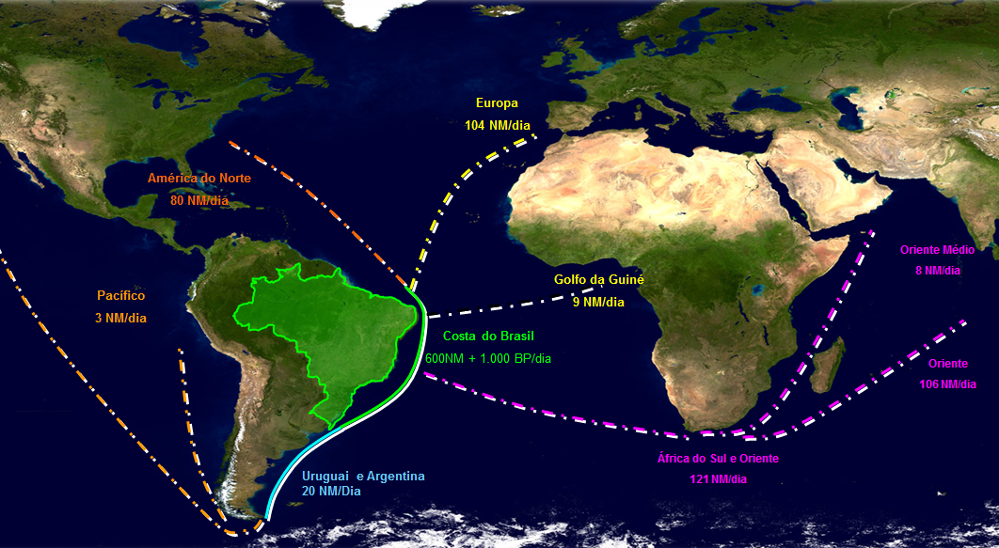 Europa
104 NM/dia
América do Norte
80 NM/dia
Oriente Médio
8 NM/dia
Golfo da Guiné
9 NM/dia
Pacífico
3 NM/dia
Costa do Brasil
600NM + 1.000 BP/dia
Oriente
106 NM/dia
África do Sul e Oriente
121 NM/dia
Uruguai e Argentina
20 NM/Dia